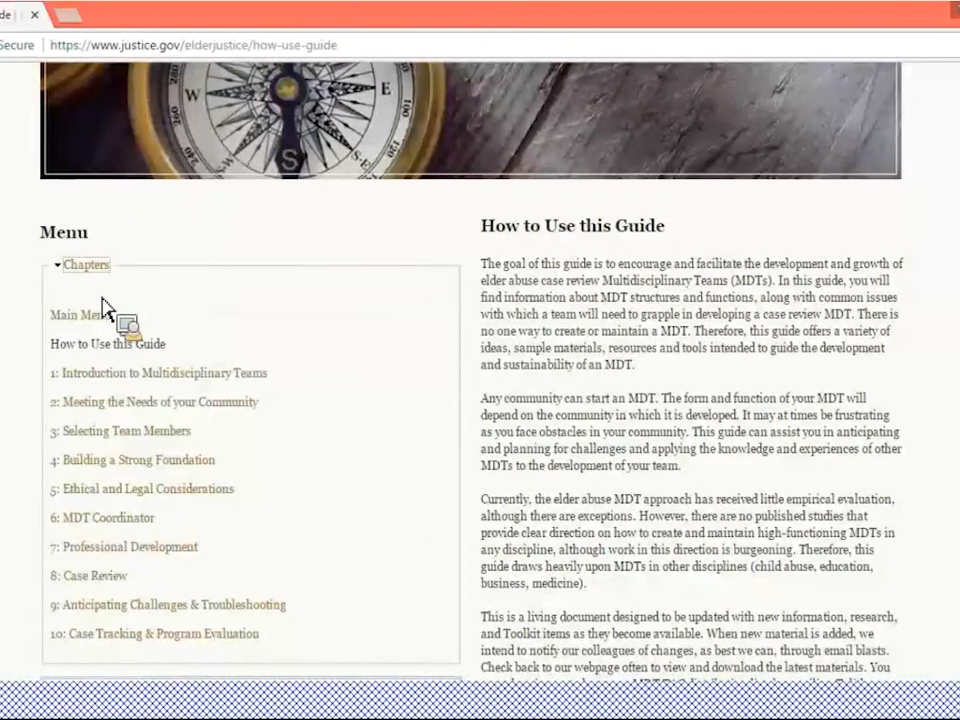 Secure https://www.justice.gov/elderjustice/how-use-guide
W E S
280
260
240
100
120
140
S-W S-E
Menu
Chapters
Main Menu
How to Use this Guide
1: Introduction to Multidisciplinary Teams
2: Meeting the Needs of your Community
3: Selecting Team Members
4: Building a Strong Foundation
5: Ethical and Legal Considerations
6: MDT Coordinator
7: Professional Development
8: Case Review
9: Anticipating Challenges & Troubleshooting
10: Case Tracking & Program Evaluation
How to Use this Guide
The goal of this guide is to encourage and facilitate the development and growth of
elder abuse case review Multidisciplinary Teams (MDTs). In this guide, you will
find information about MDT structures and functions, along with common issues
with which a team will need to grapple in developing a case review MDT. There is
no one way to create or maintain a MDT. Therefore, this guide offers a variety of
ideas, sample materials, resources and tools intended to guide the development
and sustainability of an MDT.
Any community can start an MDT. The form and function of your MDT will
depend on the community in which it is developed. It may at times be frustrating
as you face obstacles in your community. This guide can assist you in anticipating
and planning for challenges and applying the knowledge and experiences of other
MDTs to the development of your team.
Currently, the elder abuse MDT approach has received little empirical evaluation,
although there are exceptions. However, there are no published studies that
provide clear direction on how to create and maintain high-functioning MDTs in
any discipline, although work in this direction is burgeoning. Therefore, this
guide draws heavily upon MDTs in other disciplines (child abuse, education,
business, medicine).
This is a living document designed to be updated with new information, research,
and Toolkit items as they become available. When new material is added, we
intend to notify our colleagues of changes, as best we can, through email blasts.
Check back to our webpage often to view and download the latest materials. You